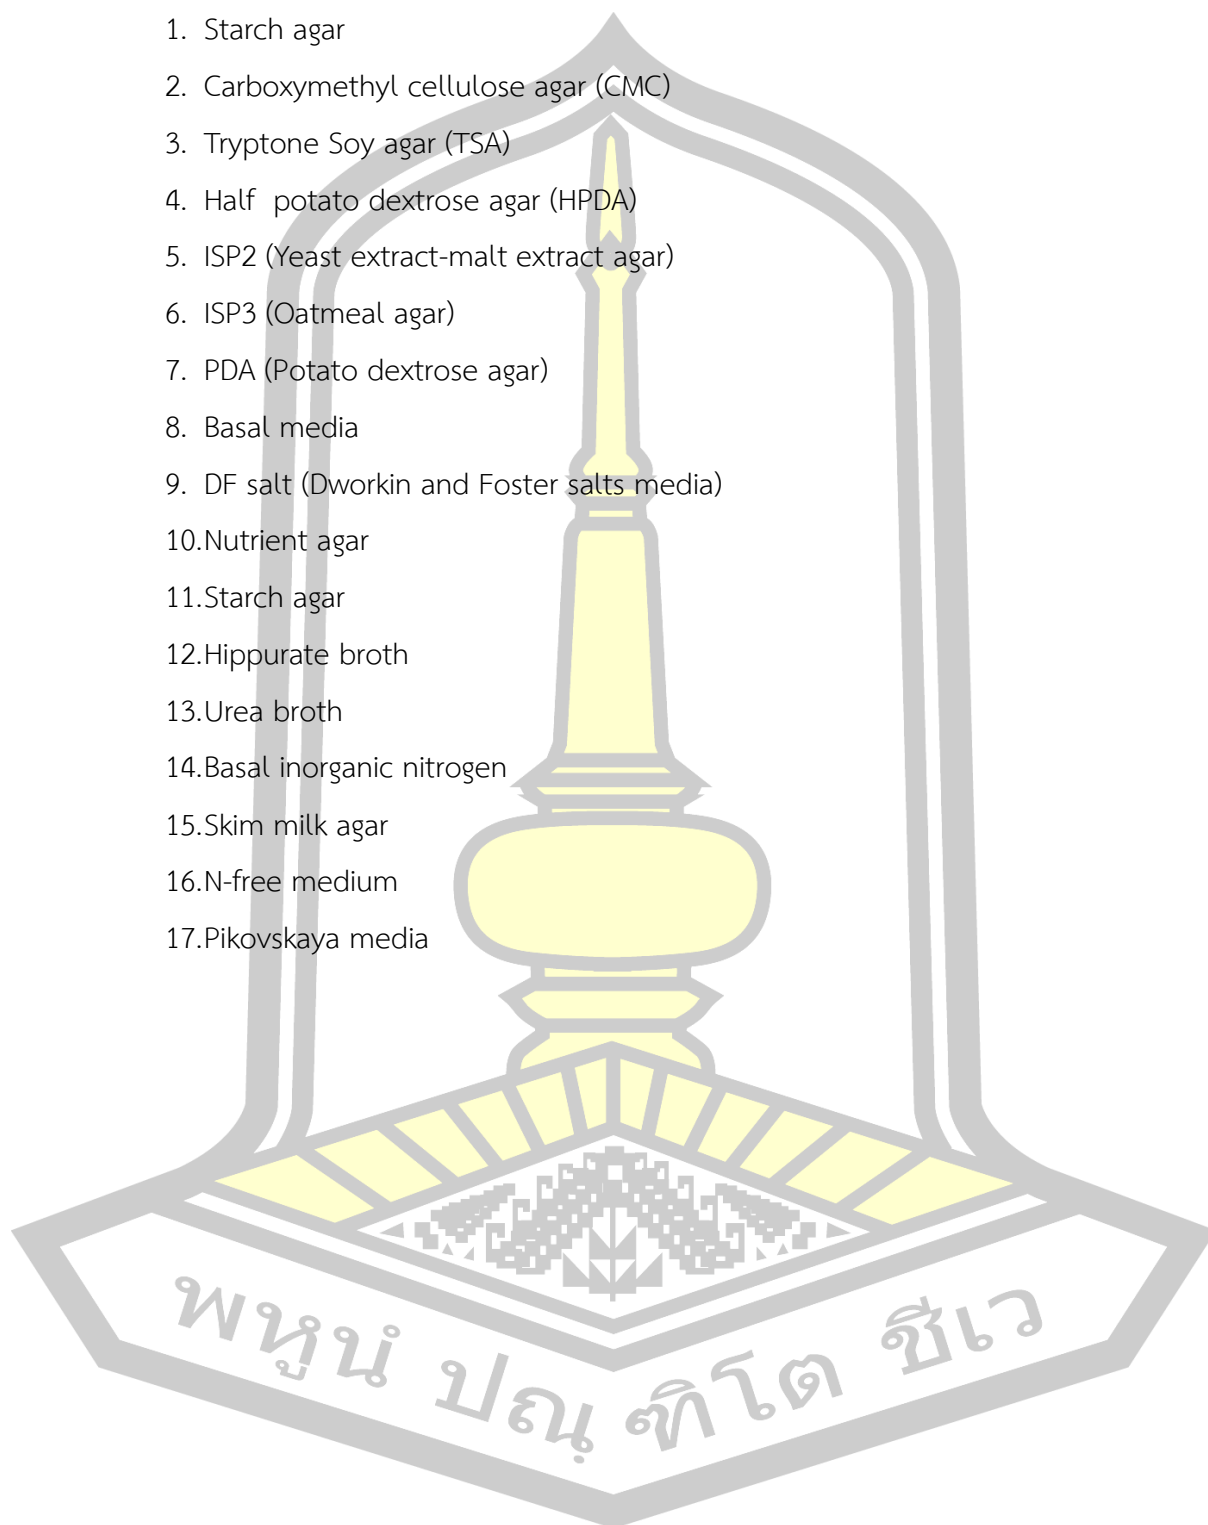 1. Starch agar
2. Carboxymethyl cellulose agar (CMC)
3. Tryptone Soy agar (TSA)
4. Half  potato dextrose agar (HPDA)
5. ISP2 (Yeast extract-malt extract agar)
6. ISP3 (Oatmeal agar)
7. PDA (Potato dextrose agar)
8. Basal media
9. DF salt (Dworkin and Foster salts media)
10.Nutrient agar
11.Starch agar
12.Hippurate broth
13.Urea broth
14.Basal inorganic nitrogen
15.Skim milk agar
16.N-free medium
17.Pikovskaya media
พหูนํ ปณฺ ฑิโต ชีเว